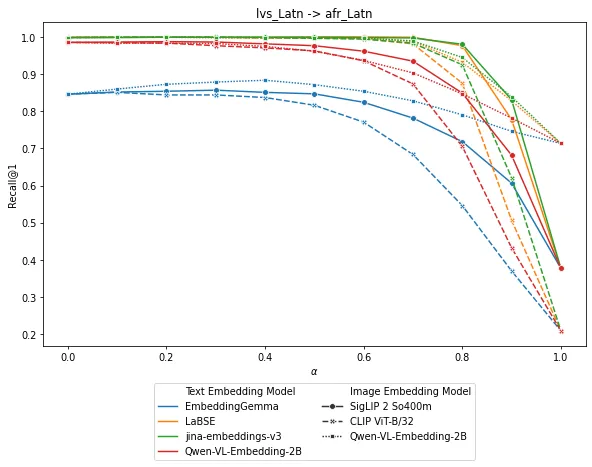 lvs_Latn -> afr_Latn
Recall@1
1.0
0.9
0.8
0.7
0.6
0.5
0.4
0.3
0.2
0.0 0.2 0.4 0.6 0.8 1.0
α
Text Embedding Model
EmbeddingGemma
LaBSE
jina-embeddings-v3
Qwen-VL-Embedding-2B
Image Embedding Model
SigLIP 2 So400m
CLIP ViT-B/32
Qwen-VL-Embedding-2B